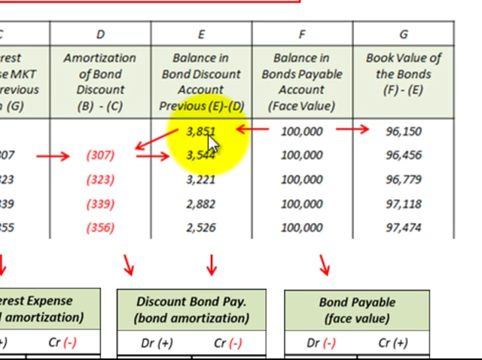 C D E F G
rest Amortization Balance in Balance in Book Value of
se MKT of Bond Bond Discount Bonds Payable the Bonds
revious Discount Account Account (F) - (E)
(G) (B) - (C) Previous (E)-(D) (Face Value)
3,851 100,000 96,150
307 (307) 3,544 100,000 96,456
323 (323) 3,221 100,000 96,779
339 (339) 2,882 100,000 97,118
355 (356) 2,526 100,000 97,474
erest Expense Discount Bond Pay. Bond Payable
amortization) (bond amortization) (face value)
+) Cr (-) Dr (+) Cr (-) Dr (-) Cr (+)